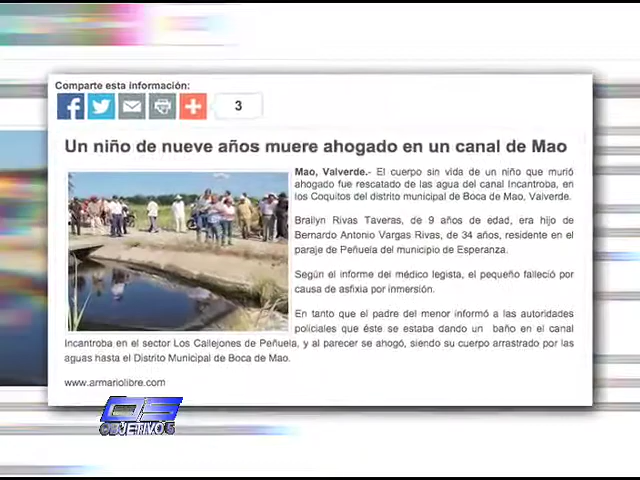 Comparte esta información:
3
Un niño de nueve años muere ahogado en un canal de Mao
Mao, Valverde.- El cuerpo sin vida de un niño que murió
ahogado fue rescatado de las agua del canal Incantroba, en
los Coquitos del distrito municipal de Boca de Mao, Valverde.
Brailyn Rivas Taveras, de 9 años de edad, era hijo de
Bernardo Antonio Vargas Rivas, de 34 años, residente en el
paraje de Peñuela del municipio de Esperanza.
Según el informe del médico legista, el pequeño falleció por
causa de asfixia por inmersión.
En tanto que el padre del menor informó a las autoridades
policiales que éste se estaba dando un baño en el canal
Incantroba en el sector Los Callejones de Peñuela, y al parecer se ahogó, siendo su cuerpo arrastrado por las
aguas hasta el Distrito Municipal de Boca de Mao.
www.armariolibre.com
OBJETIVO 5